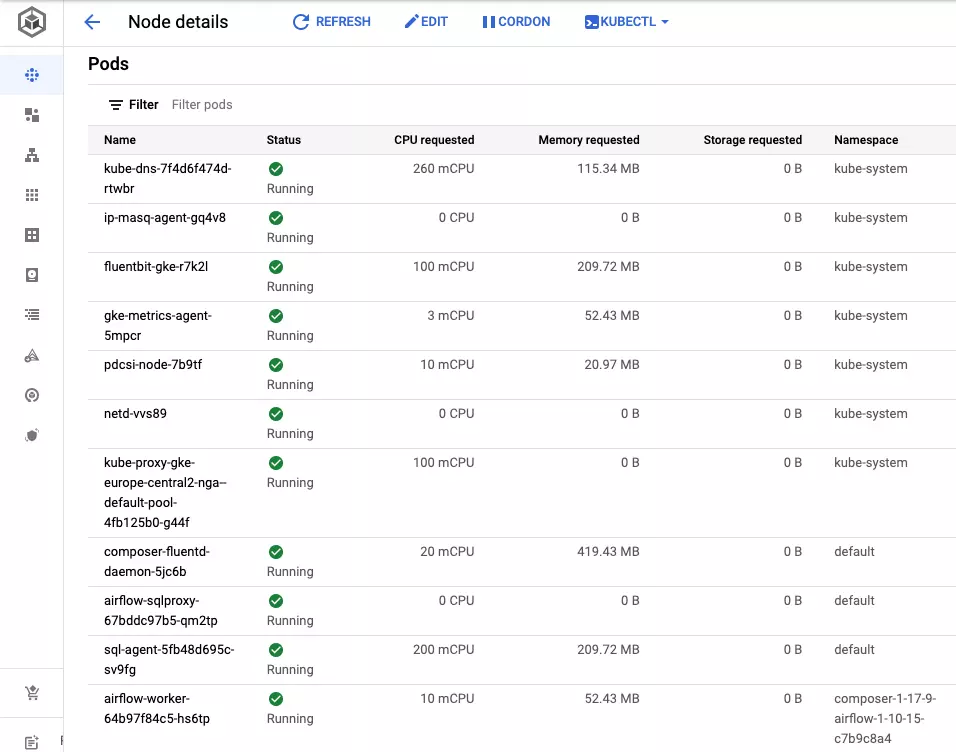 Node details REFRESH EDIT CORDON KUBECTL
Pods
Filter Filter pods
Name Status CPU requested Memory requested Storage requested Namespace
kube-dns-7f4d6f474d- 260 mCPU 115.34 MB 0 B kube-system
rtwbr Running
ip-masq-agent-gq4v8 0 CPU 0 B 0 B kube-system
Running
fluentbit-gke-r7k2l 100 mCPU 209.72 MB 0 B kube-system
Running
gke-metrics-agent- 3 mCPU 52.43 MB 0 B kube-system
5mpcr Running
pdcsi-node-7b9tf 10 mCPU 20.97 MB 0 B kube-system
Running
netd-vvs89 0 CPU 0 B 0 B kube-system
Running
kube-proxy-gke- 100 mCPU 0 B 0 B kube-system
europe-central2-nga-- Running
default-pool-
4fb125b0-g44f
composer-fluentd- 20 mCPU 419.43 MB 0 B default
daemon-5jc6b Running
airflow-sqlproxy- 0 CPU 0 B 0 B default
67bddc97b5-qm2tp Running
sql-agent-5fb48d695c- 200 mCPU 209.72 MB 0 B default
sv9fg Running
airflow-worker- 10 mCPU 52.43 MB 0 B composer-1-17-9-
64b97f84c5-hs6tp Running airflow-1-10-15-
c7b9c8a4